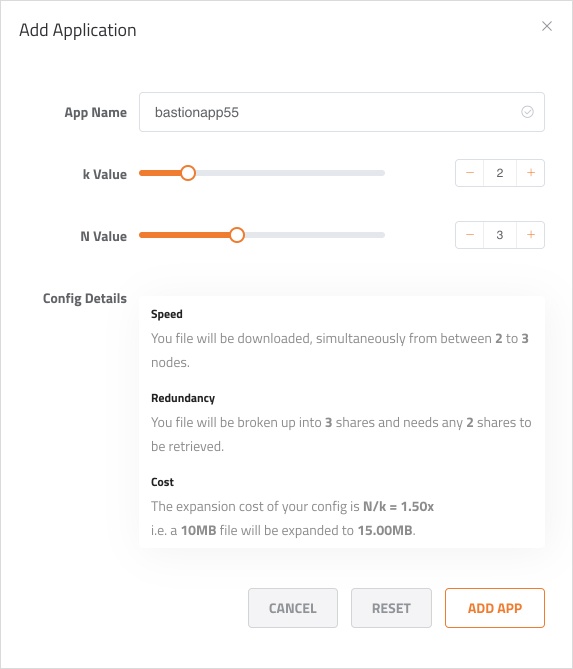 Add Application
App Name
bastionapp55
k Value
− 2 +
N Value
− 3 +
Config Details
Speed
You file will be downloaded, simultaneously from between 2 to 3
nodes.
Redundancy
You file will be broken up into 3 shares and needs any 2 shares to
be retrieved.
Cost
The expansion cost of your config is N/k = 1.50x
i.e. a 10MB file will be expanded to 15.00MB.
CANCEL RESET ADD APP